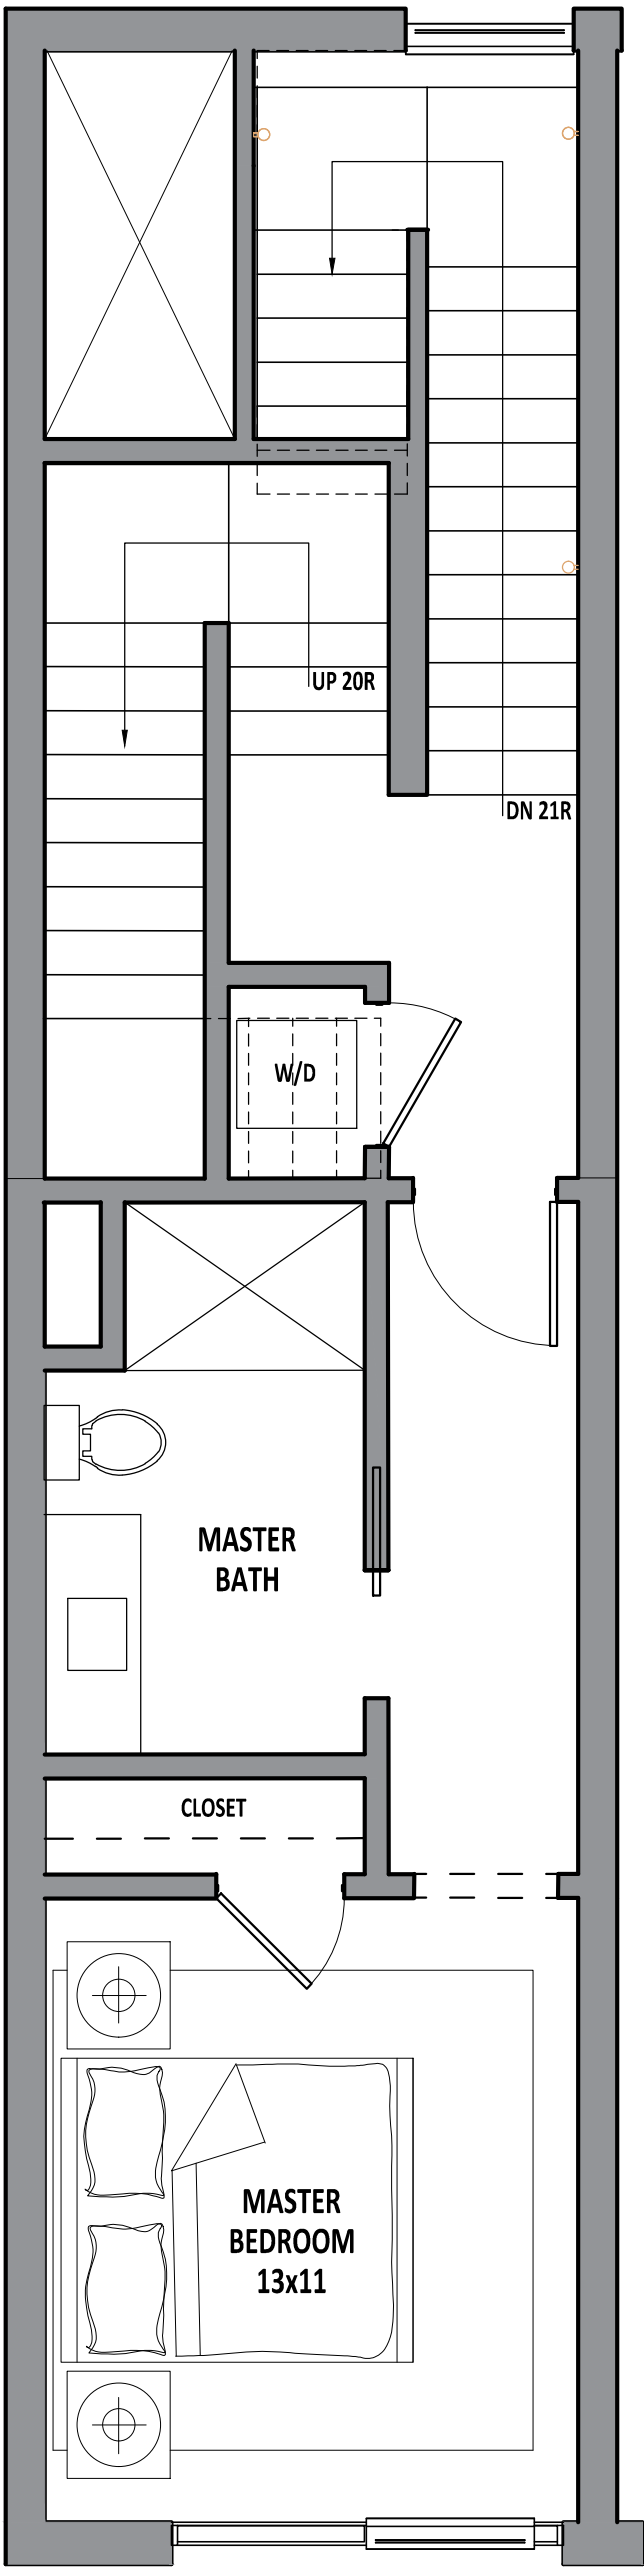 UP 20R
DN 21R
W/D
MASTER
BATH
CLOSET
MASTER
BEDROOM
13x11